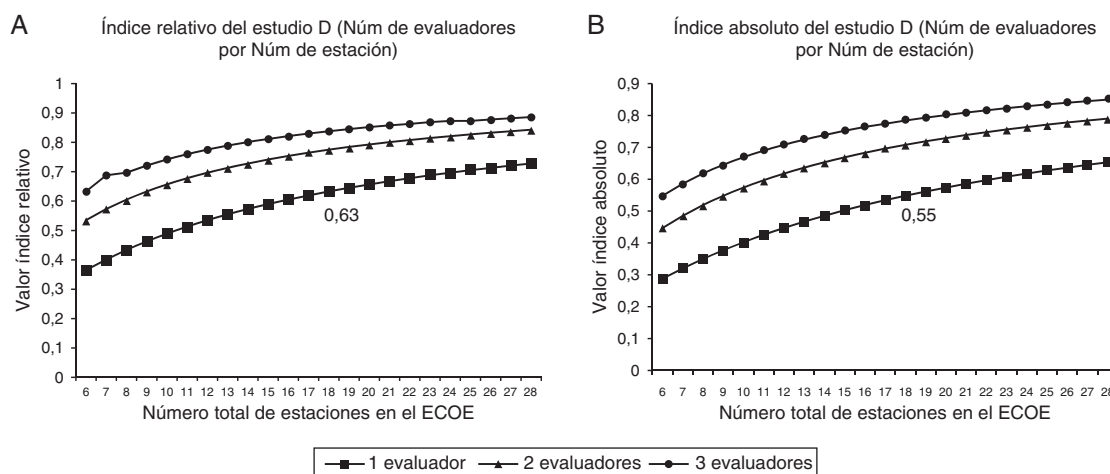 A
Índice relativo del estudio D (Núm de evaluadores
por Núm de estación)
1
0,9
0,8
0,7
0,6
0,5
0,4
0,3
0,2
0,1
0
Valor índice relativo
0,63
6 7 8 9 10 11 12 13 14 15 16 17 18 19 20 21 22 23 24 25 26 27 28
Número total de estaciones en el ECOE
B
Índice absoluto del estudio D (Núm de evaluadores
por Núm de estación)
0,9
0,8
0,7
0,6
0,5
0,4
0,3
0,2
0,1
0
Valor índice absoluto
0,55
6 7 8 9 10 11 12 13 14 15 16 17 18 19 20 21 22 23 24 25 26 27 28
Número total de estaciones en el ECOE
1 evaluador 2 evaluadores 3 evaluadores